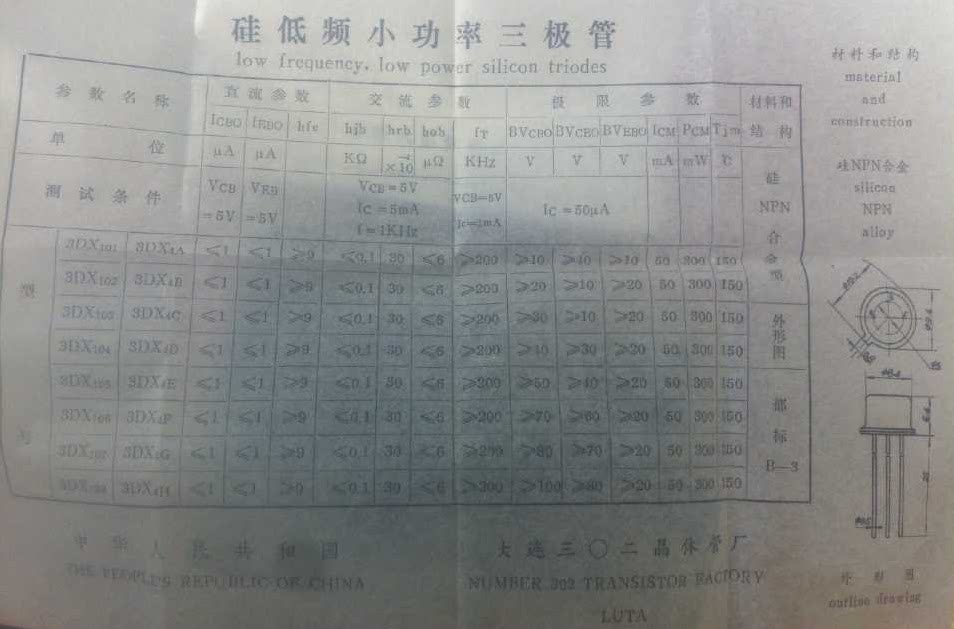 硅低频小功率三极管
low frequency, low power silicon triodes
参数名称 直流参数 交流参数 极限参数 材料和结构
ICBO IEBO hfe hib hrb hob fT BVCBO BVCEO BVEBO ICM PCM Tjm
单位 μA μA KΩ ×10⁻⁴ μΩ KHz V V V mA mW ℃
测试条件 VCB=5V VEB=5V VCB=5V VCB=5V IC=50μA
IC=5mA
f=1KHz
硅NPN合金型
型号
3DX101 3DX4A ≤1 ≤1 ≥9 ≤0.1 30 ≤6 ≥200 ≥10 ≥10 ≥10 50 300 150
3DX102 3DX4B ≤1 ≤1 ≥9 ≤0.1 30 ≤6 ≥200 ≥20 ≥10 ≥20 50 300 150
3DX103 3DX4C ≤1 ≤1 ≥9 ≤0.1 30 ≤6 ≥200 ≥30 ≥10 ≥20 50 300 150
3DX104 3DX4D ≤1 ≤1 ≥9 ≤0.1 30 ≤6 ≥200 ≥30 ≥20 50 300 150
3DX105 3DX4E ≤1 ≤1 ≥9 ≤0.1 30 ≤6 ≥200 ≥50 ≥40 ≥20 50 300 150
3DX106 3DX4F ≤1 ≤1 ≥9 ≤0.1 30 ≤6 ≥200 ≥70 ≥60 ≥20 50 300 150
3DX107 3DX4G ≤1 ≤1 ≥9 ≤0.1 30 ≤6 ≥200 ≥80 ≥70 ≥20 50 300 150
3DX4H ≤1 ≤1 ≥9 ≤0.1 30 ≤6 ≥200 ≥100 ≥80 ≥20 50 300 150
外形图
部标
B—3
中华人民共和国
THE PEOPLE'S REPUBLIC OF CHINA
大连三〇二晶体管厂
NUMBER 302 TRANSISTOR FACTORY
LUTA
材料和结构
material
and
construction
硅NPN合金
silicon
NPN
alloy
外形图
outline drawing